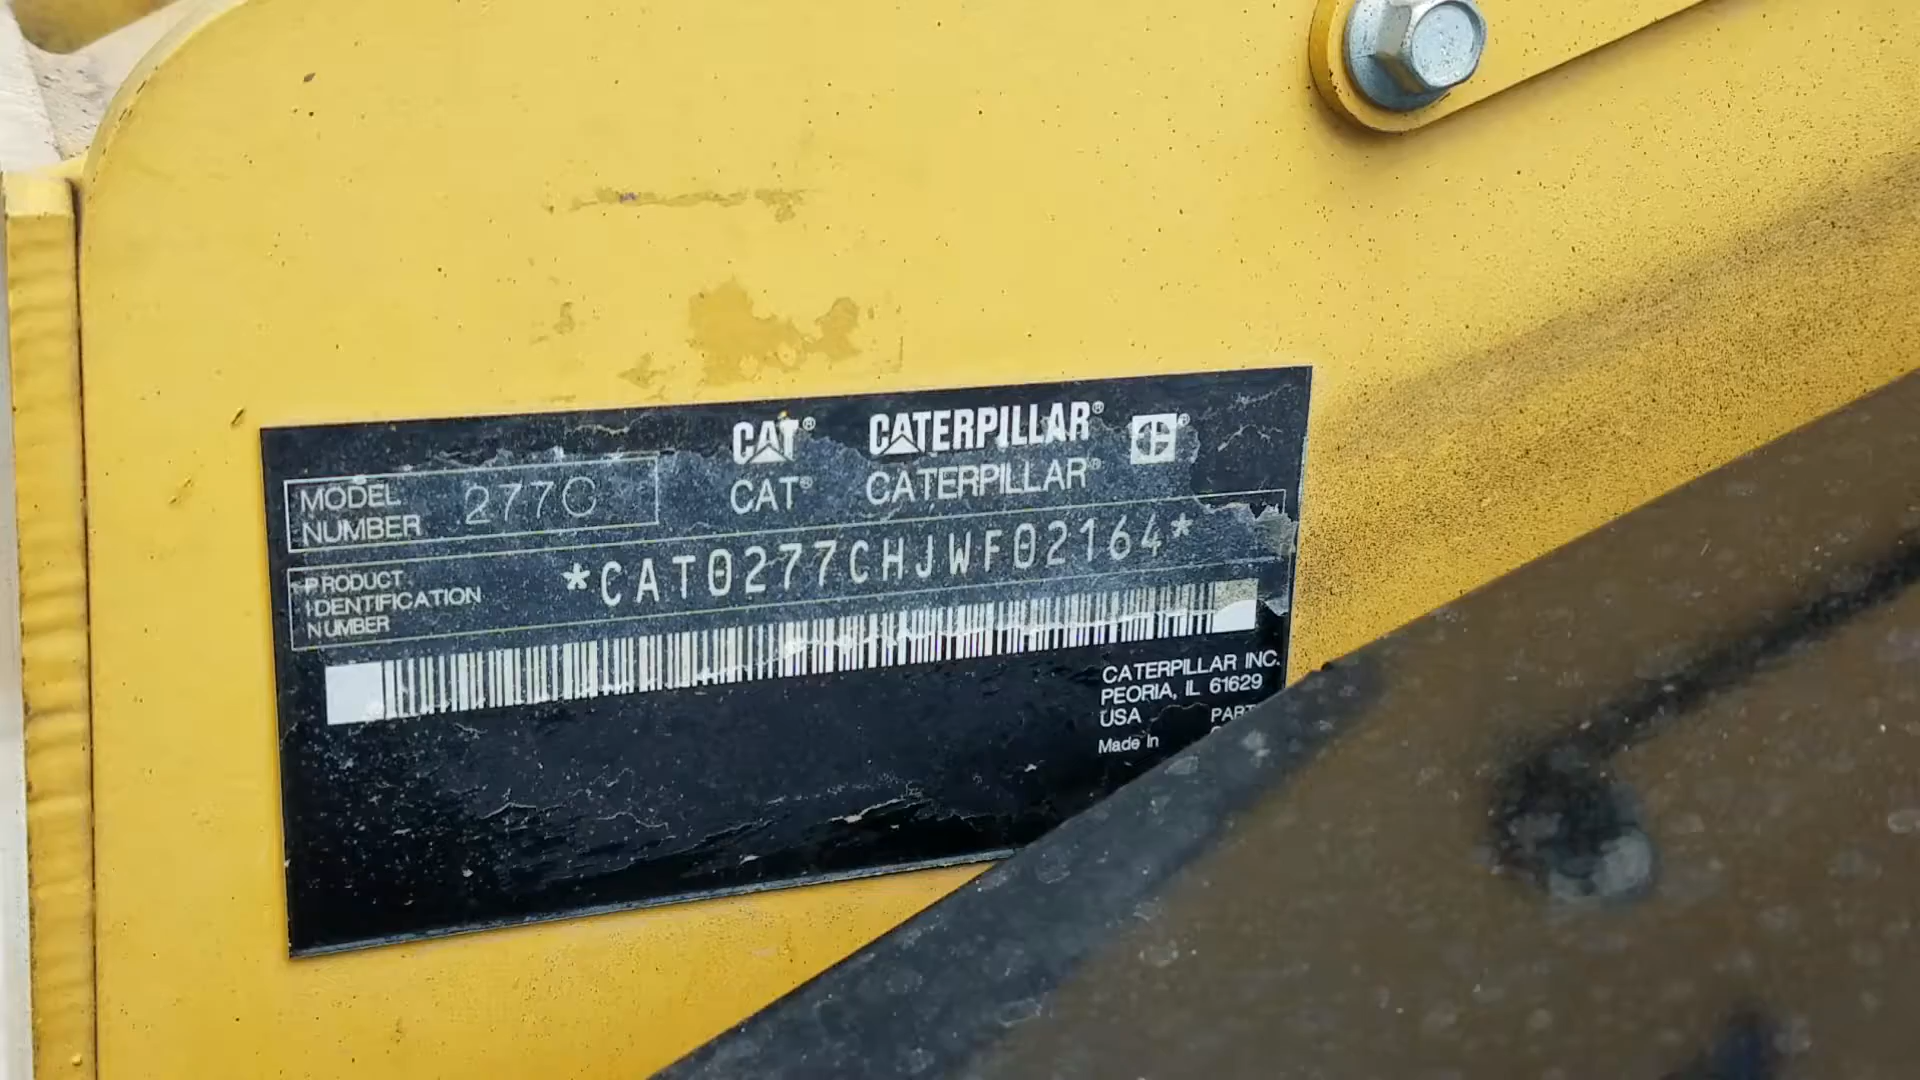 CAT® CATERPILLAR® ®
MODEL NUMBER 277C
CAT® CATERPILLAR®
PRODUCT IDENTIFICATION NUMBER
*CAT0277CHJWF02164*
CATERPILLAR INC.
PEORIA, IL 61629
USA PART
Made in